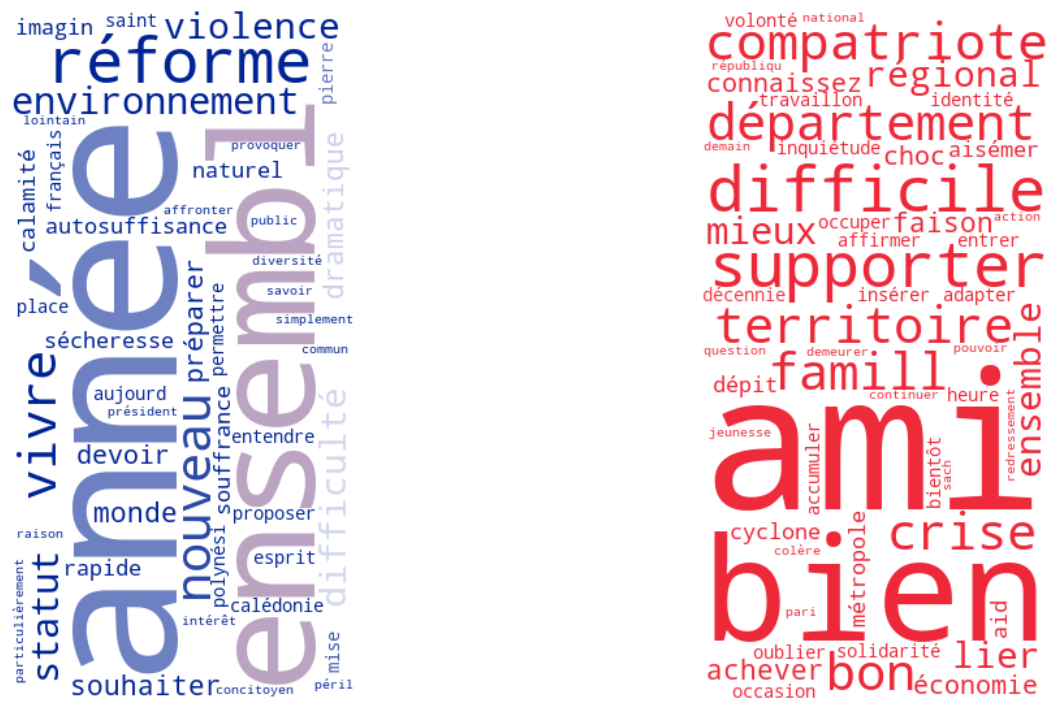 imagin saint violence
réforme
environnement
pierre
lointain
français
calamité
provoquer
naturel
dramatique
affronter
public
autosuffisance
diversité
savoir
place
simplement
sécheresse
commun
préparer
permettre
vivre
aujourd
président
nouveau
souffrance
entendre
difficulté
devoir
année
ensembl
monde
proposer
raison
esprit
rapide
polynési
calédonie
statut
particulièrement
intérêt
mise
souhaiter
concitoyen
péril
volonté national
compatriote
républiqu
connaissez régional
travaillon identité
département
demain inquiétude choc aisémer
difficile
mieux occuper faison action
affirmer entrer
supporter
décennie insérer adapter
territoire
question demeurer pouvoir
famill
dépit
continuer heure
ensemble
redressement
ami
jeunesse
accumuler
bientôt
sach
cyclone crise
colère
métropole
bien
pari
aid
oublier solidarité lier
achever bon économie
occasion